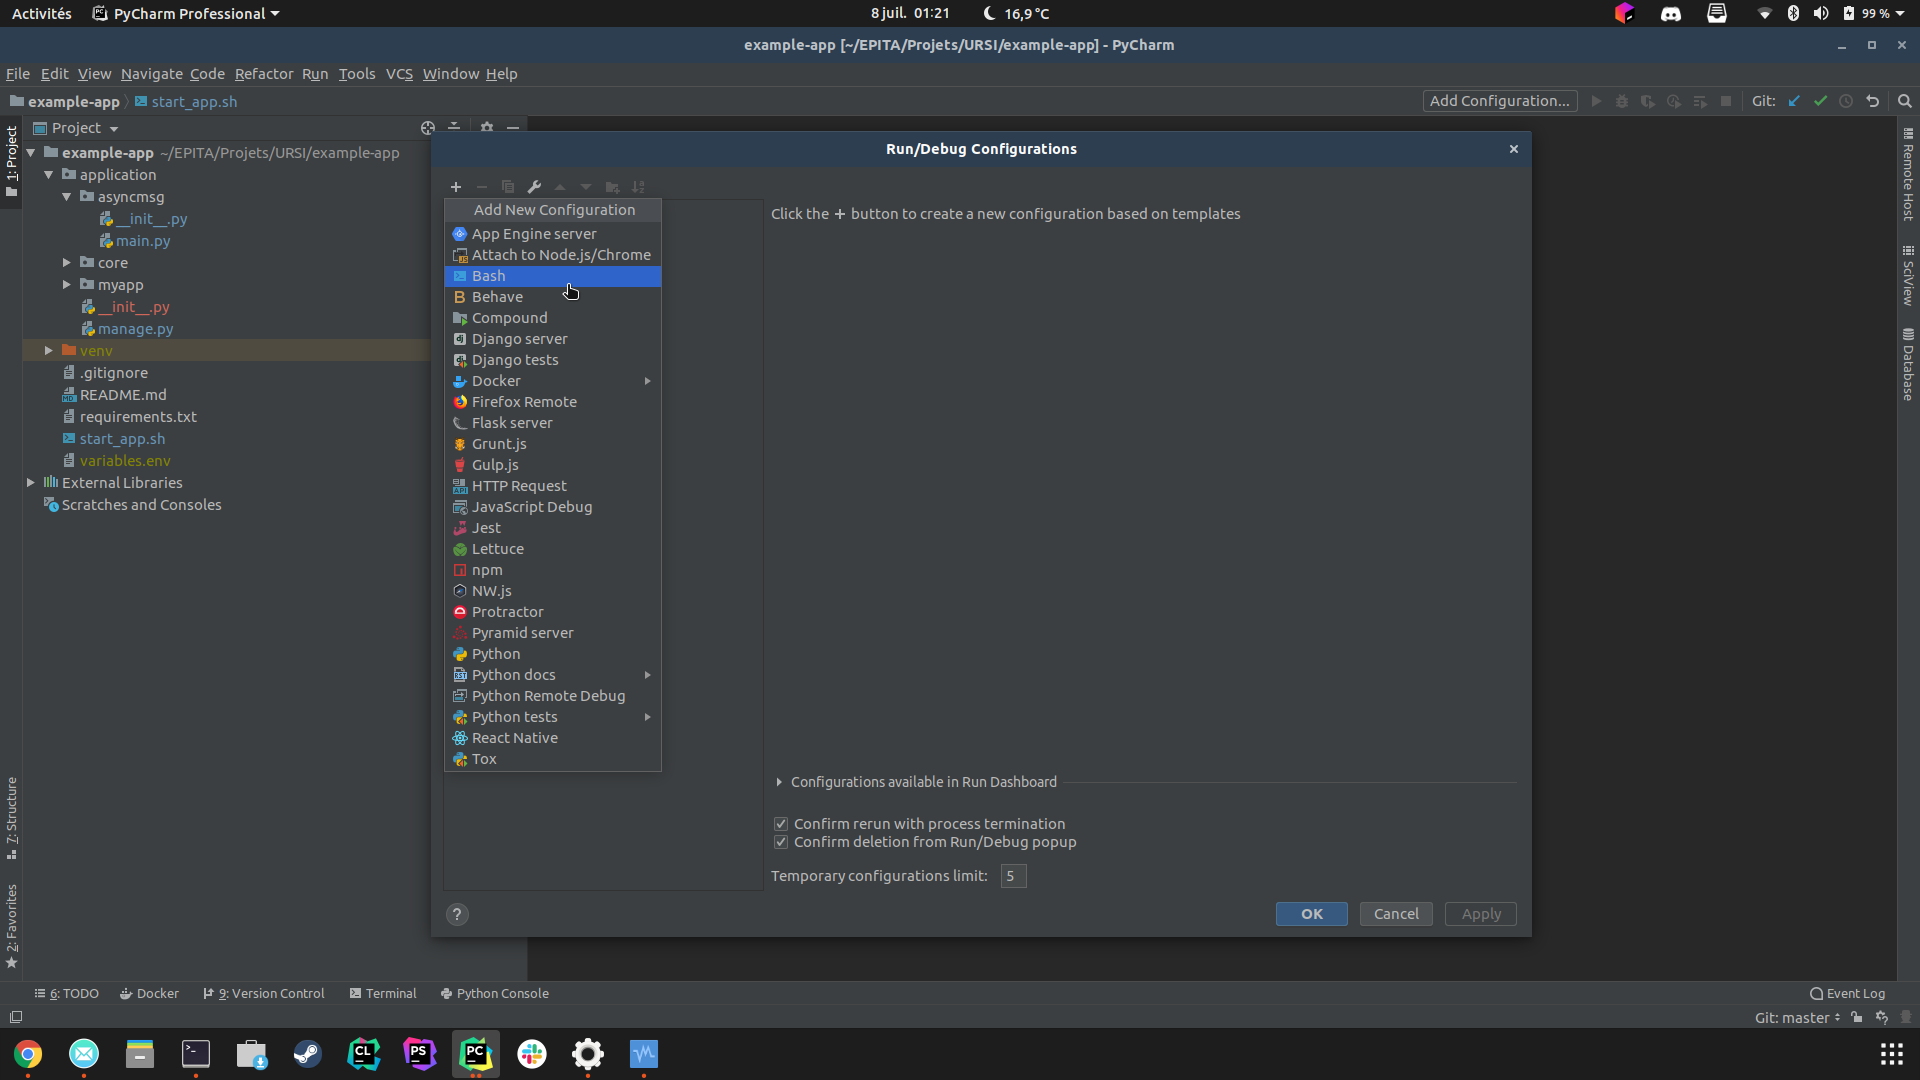 Activités
PyCharm Professional
8 juil. 01:21
16,9 °C
99 %
example-app [~/EPITA/Projets/URSI/example-app] - PyCharm
File Edit View Navigate Code Refactor Run Tools VCS Window Help
example-app
start_app.sh
Add Configuration...
Git:
1: Project
Project
example-app ~/EPITA/Projets/URSI/example-app
application
asyncmsg
__init__.py
main.py
core
myapp
__init__.py
manage.py
venv
.gitignore
README.md
requirements.txt
start_app.sh
variables.env
External Libraries
Scratches and Consoles
7: Structure
2: Favorites
Run/Debug Configurations
Add New Configuration
App Engine server
Attach to Node.js/Chrome
Bash
Behave
Compound
Django server
Django tests
Docker
Firefox Remote
Flask server
Grunt.js
Gulp.js
HTTP Request
JavaScript Debug
Jest
Lettuce
npm
NW.js
Protractor
Pyramid server
Python
Python docs
Python Remote Debug
Python tests
React Native
Tox
Click the + button to create a new configuration based on templates
Configurations available in Run Dashboard
Confirm rerun with process termination
Confirm deletion from Run/Debug popup
Temporary configurations limit: 5
?
OK
Cancel
Apply
Remote Host
SciView
Database
6: TODO
Docker
9: Version Control
Terminal
Python Console
Event Log
Git: master
CL
PS
PC